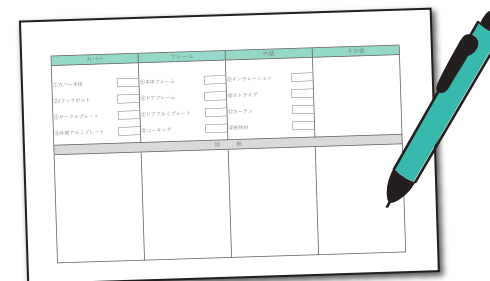 カバー　フレーム　内装　その他
①カバー本体
②フックボルト
③サークルプレート
④外無アルミプレート
⑤本体フレーム
⑥ドアフレーム
⑦ドアアルミプレート
⑧コーキング
⑨インサレーション
⑩ストライプ
⑪カーテン
⑫断熱材
詳　細